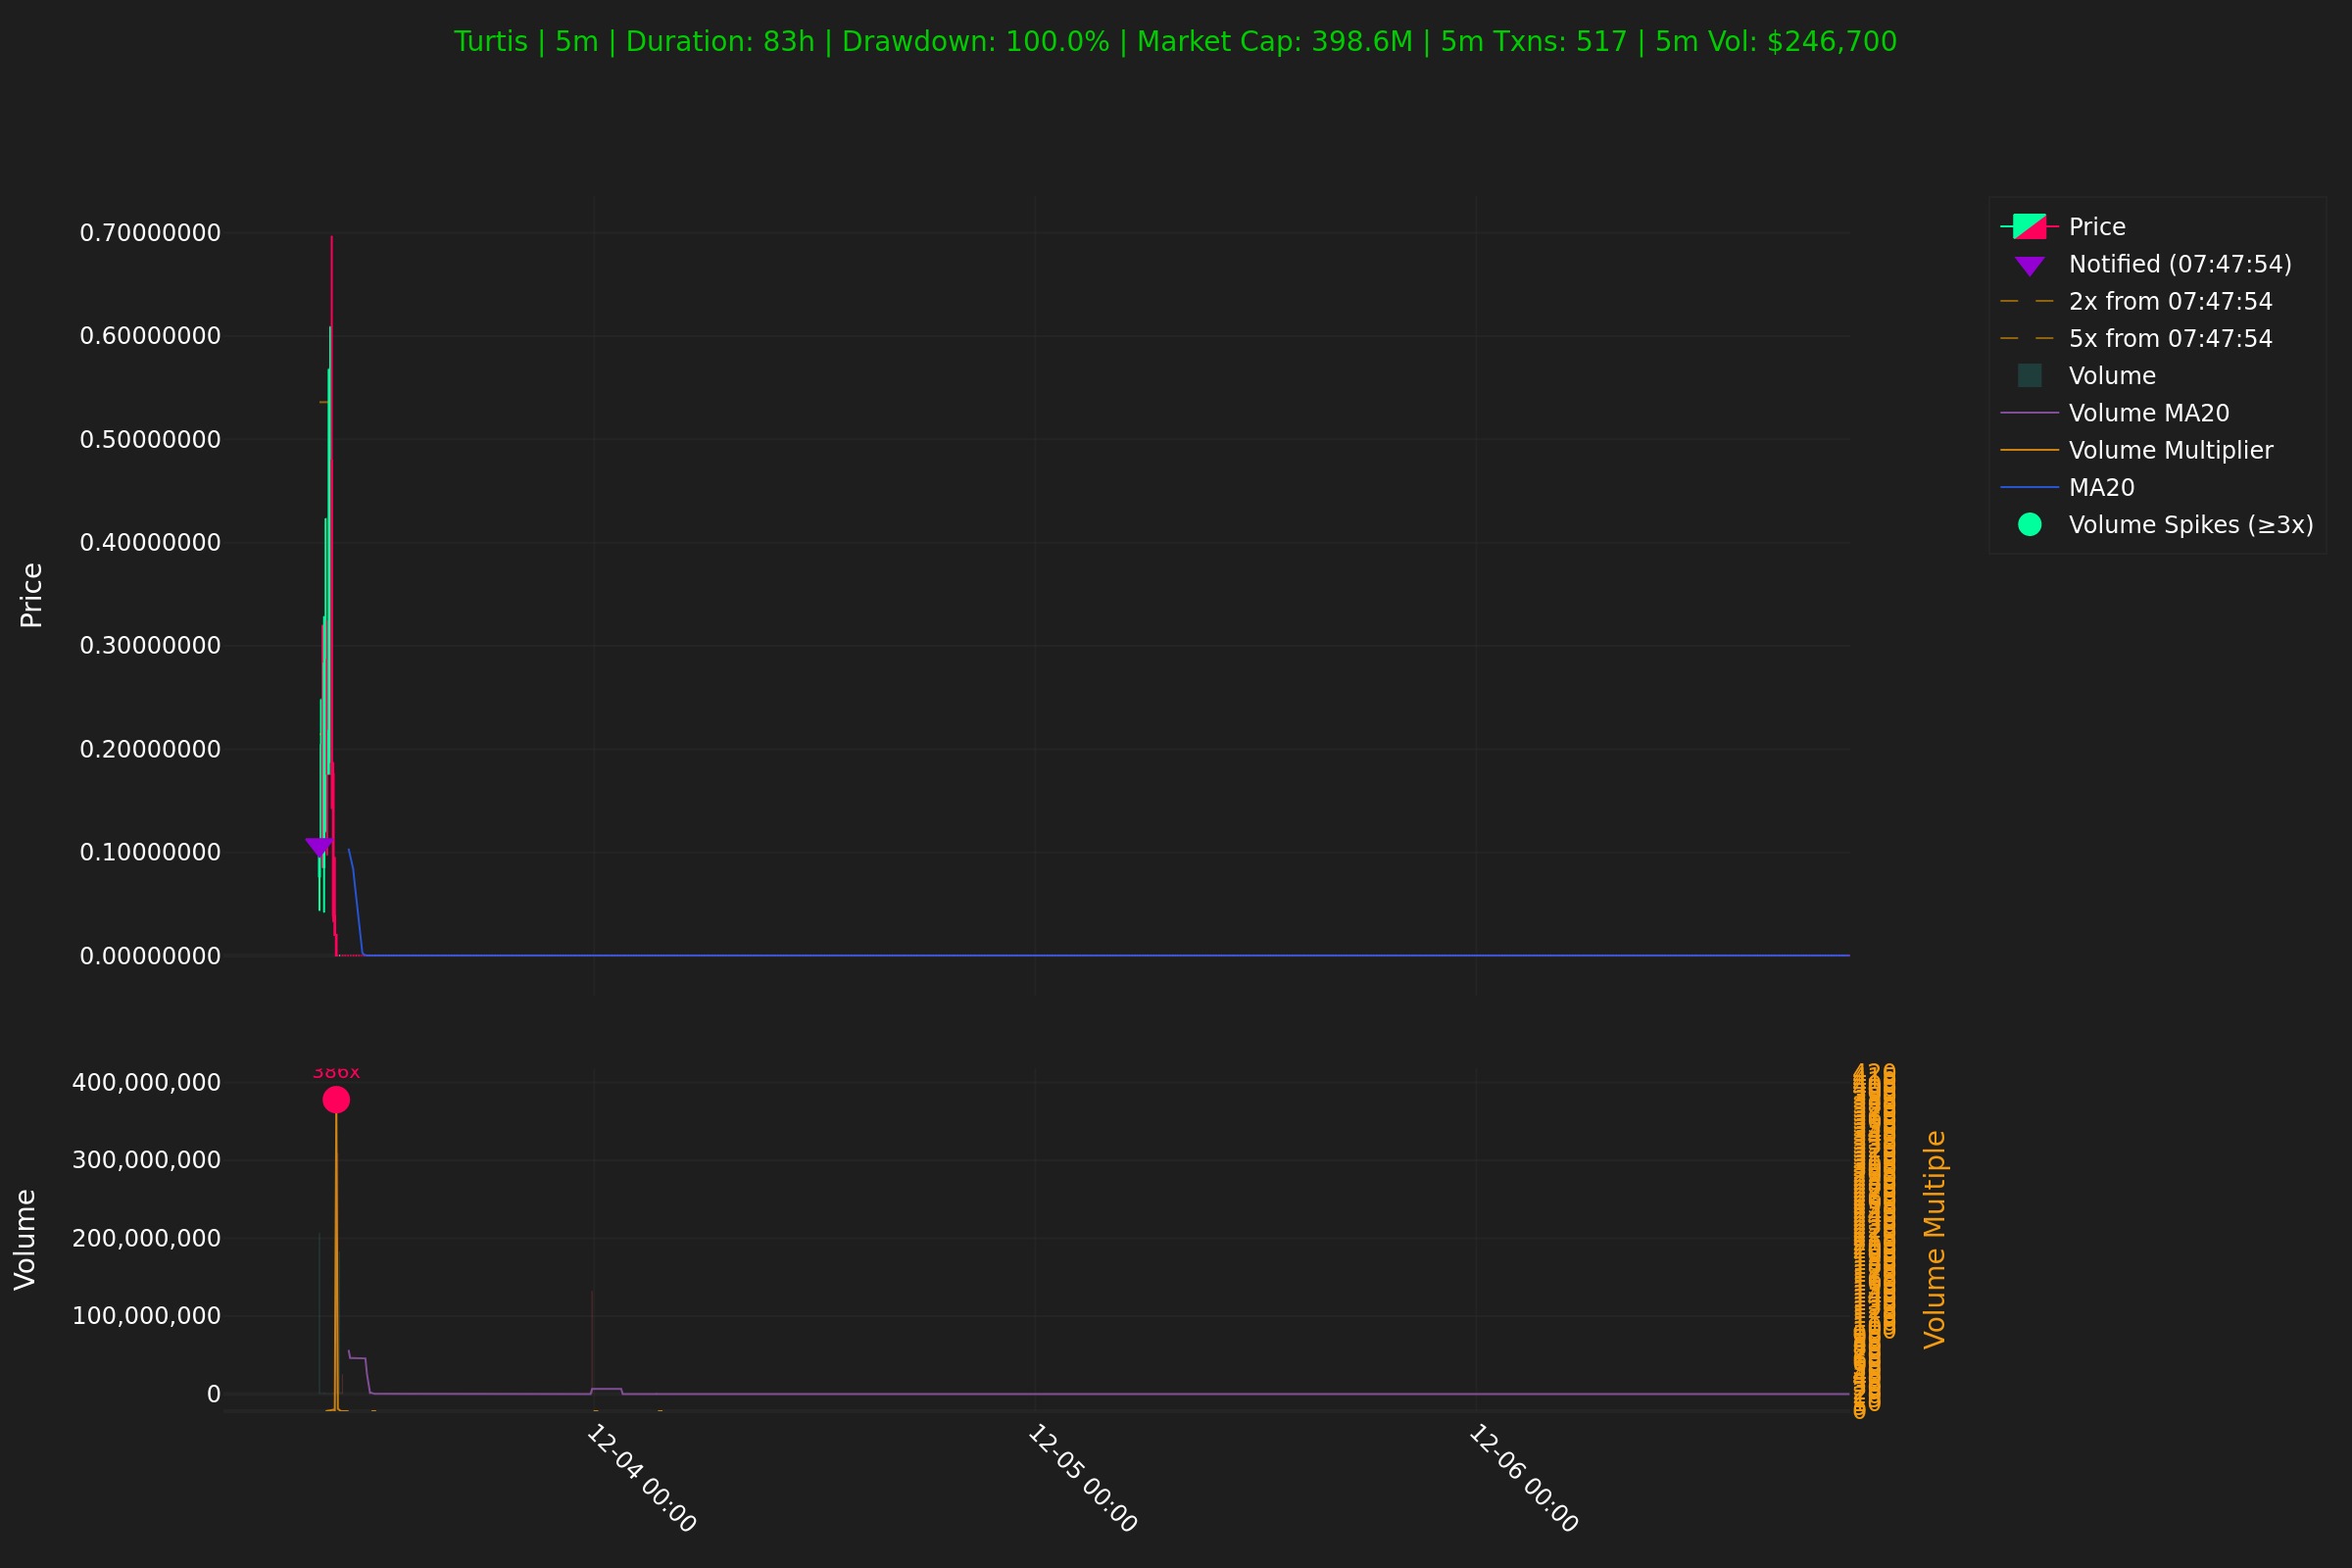 Turtis | 5m | Duration: 83h | Drawdown: 100.0% | Market Cap: 398.6M | 5m Txns: 517 | 5m Vol: $246,700
Price
0.70000000
0.60000000
0.50000000
0.40000000
0.30000000
0.20000000
0.10000000
0.00000000
Price
Notified (07:47:54)
2x from 07:47:54
5x from 07:47:54
Volume
Volume MA20
Volume Multiplier
MA20
Volume Spikes (≥3x)
Volume
400,000,000
300,000,000
200,000,000
100,000,000
0
386x
Volume Multiple
12-04 00:00
12-05 00:00
12-06 00:00